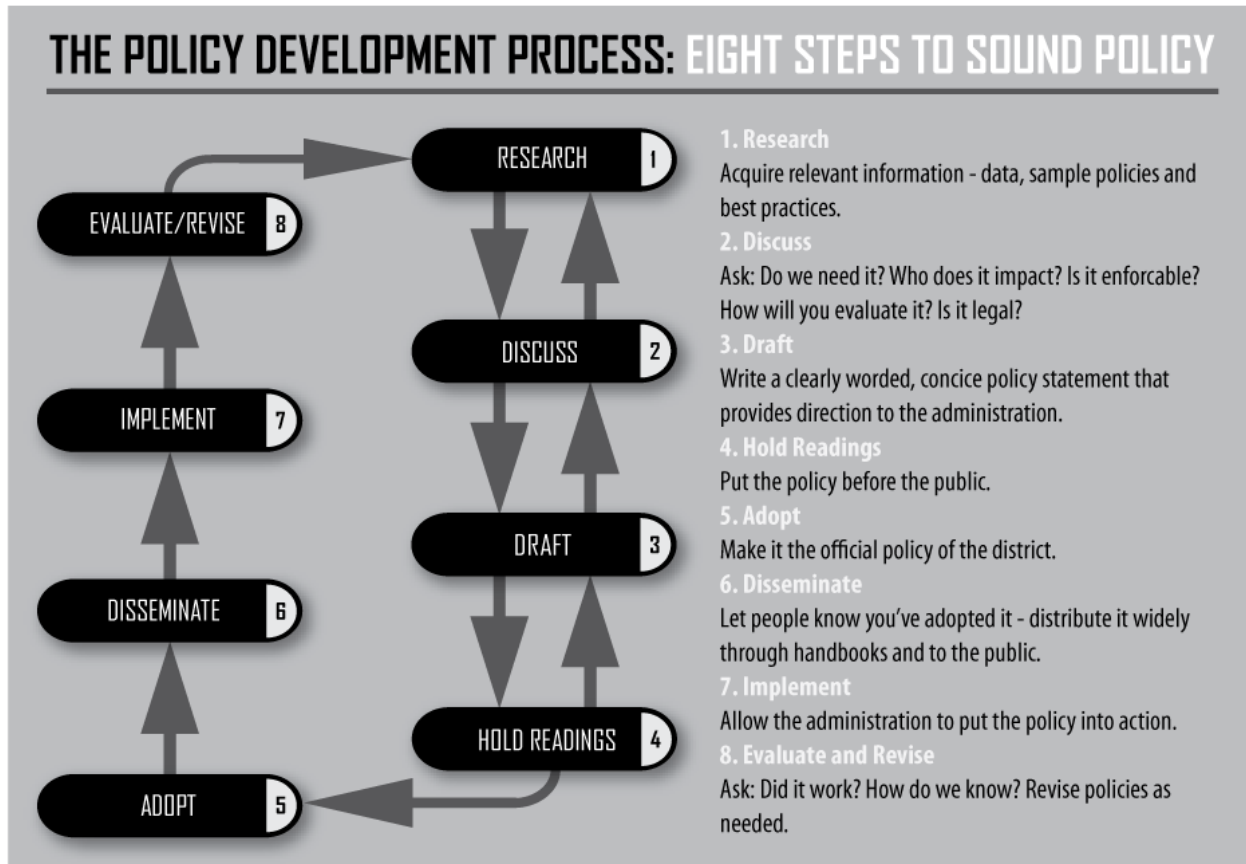 THE POLICY DEVELOPMENT PROCESS: EIGHT STEPS TO SOUND POLICY
RESEARCH 1
DISCUSS 2
DRAFT 3
HOLD READINGS 4
ADOPT 5
DISSEMINATE 6
IMPLEMENT 7
EVALUATE/REVISE 8
1. Research
Acquire relevant information - data, sample policies and
best practices.
2. Discuss
Ask: Do we need it? Who does it impact? Is it enforcable?
How will you evaluate it? Is it legal?
3. Draft
Write a clearly worded, concice policy statement that
provides direction to the administration.
4. Hold Readings
Put the policy before the public.
5. Adopt
Make it the official policy of the district.
6. Disseminate
Let people know you've adopted it - distribute it widely
through handbooks and to the public.
7. Implement
Allow the administration to put the policy into action.
8. Evaluate and Revise
Ask: Did it work? How do we know? Revise policies as
needed.